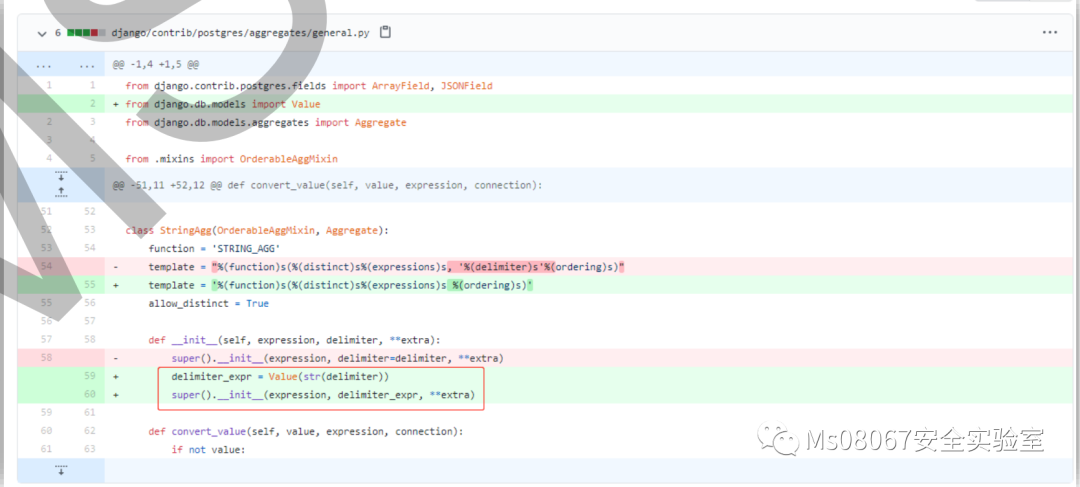 6 django/contrib/postgres/aggregates/general.py ...
... ... @@ -1,4 +1,5 @@
1 1 from django.contrib.postgres.fields import ArrayField, JSONField
2 + from django.db.models import Value
2 3 from django.db.models.aggregates import Aggregate
3 4
4 5 from .mixins import OrderableAggMixin
@@ -51,11 +52,12 @@ def convert_value(self, value, expression, connection):
51 52
52 53 class StringAgg(OrderableAggMixin, Aggregate):
53 54 function = 'STRING_AGG'
54 - template = "%(function)s(%(distinct)s%(expressions)s, '%(delimiter)s'%(ordering)s)"
55 + template = '%(function)s(%(distinct)s%(expressions)s %(ordering)s)'
55 56 allow_distinct = True
56 57
57 58 def __init__(self, expression, delimiter, **extra):
58 - super().__init__(expression, delimiter=delimiter, **extra)
59 + delimiter_expr = Value(str(delimiter))
60 + super().__init__(expression, delimiter_expr, **extra)
59 61
60 62 def convert_value(self, value, expression, connection):
61 63 if not value:
Ms08067安全实验室